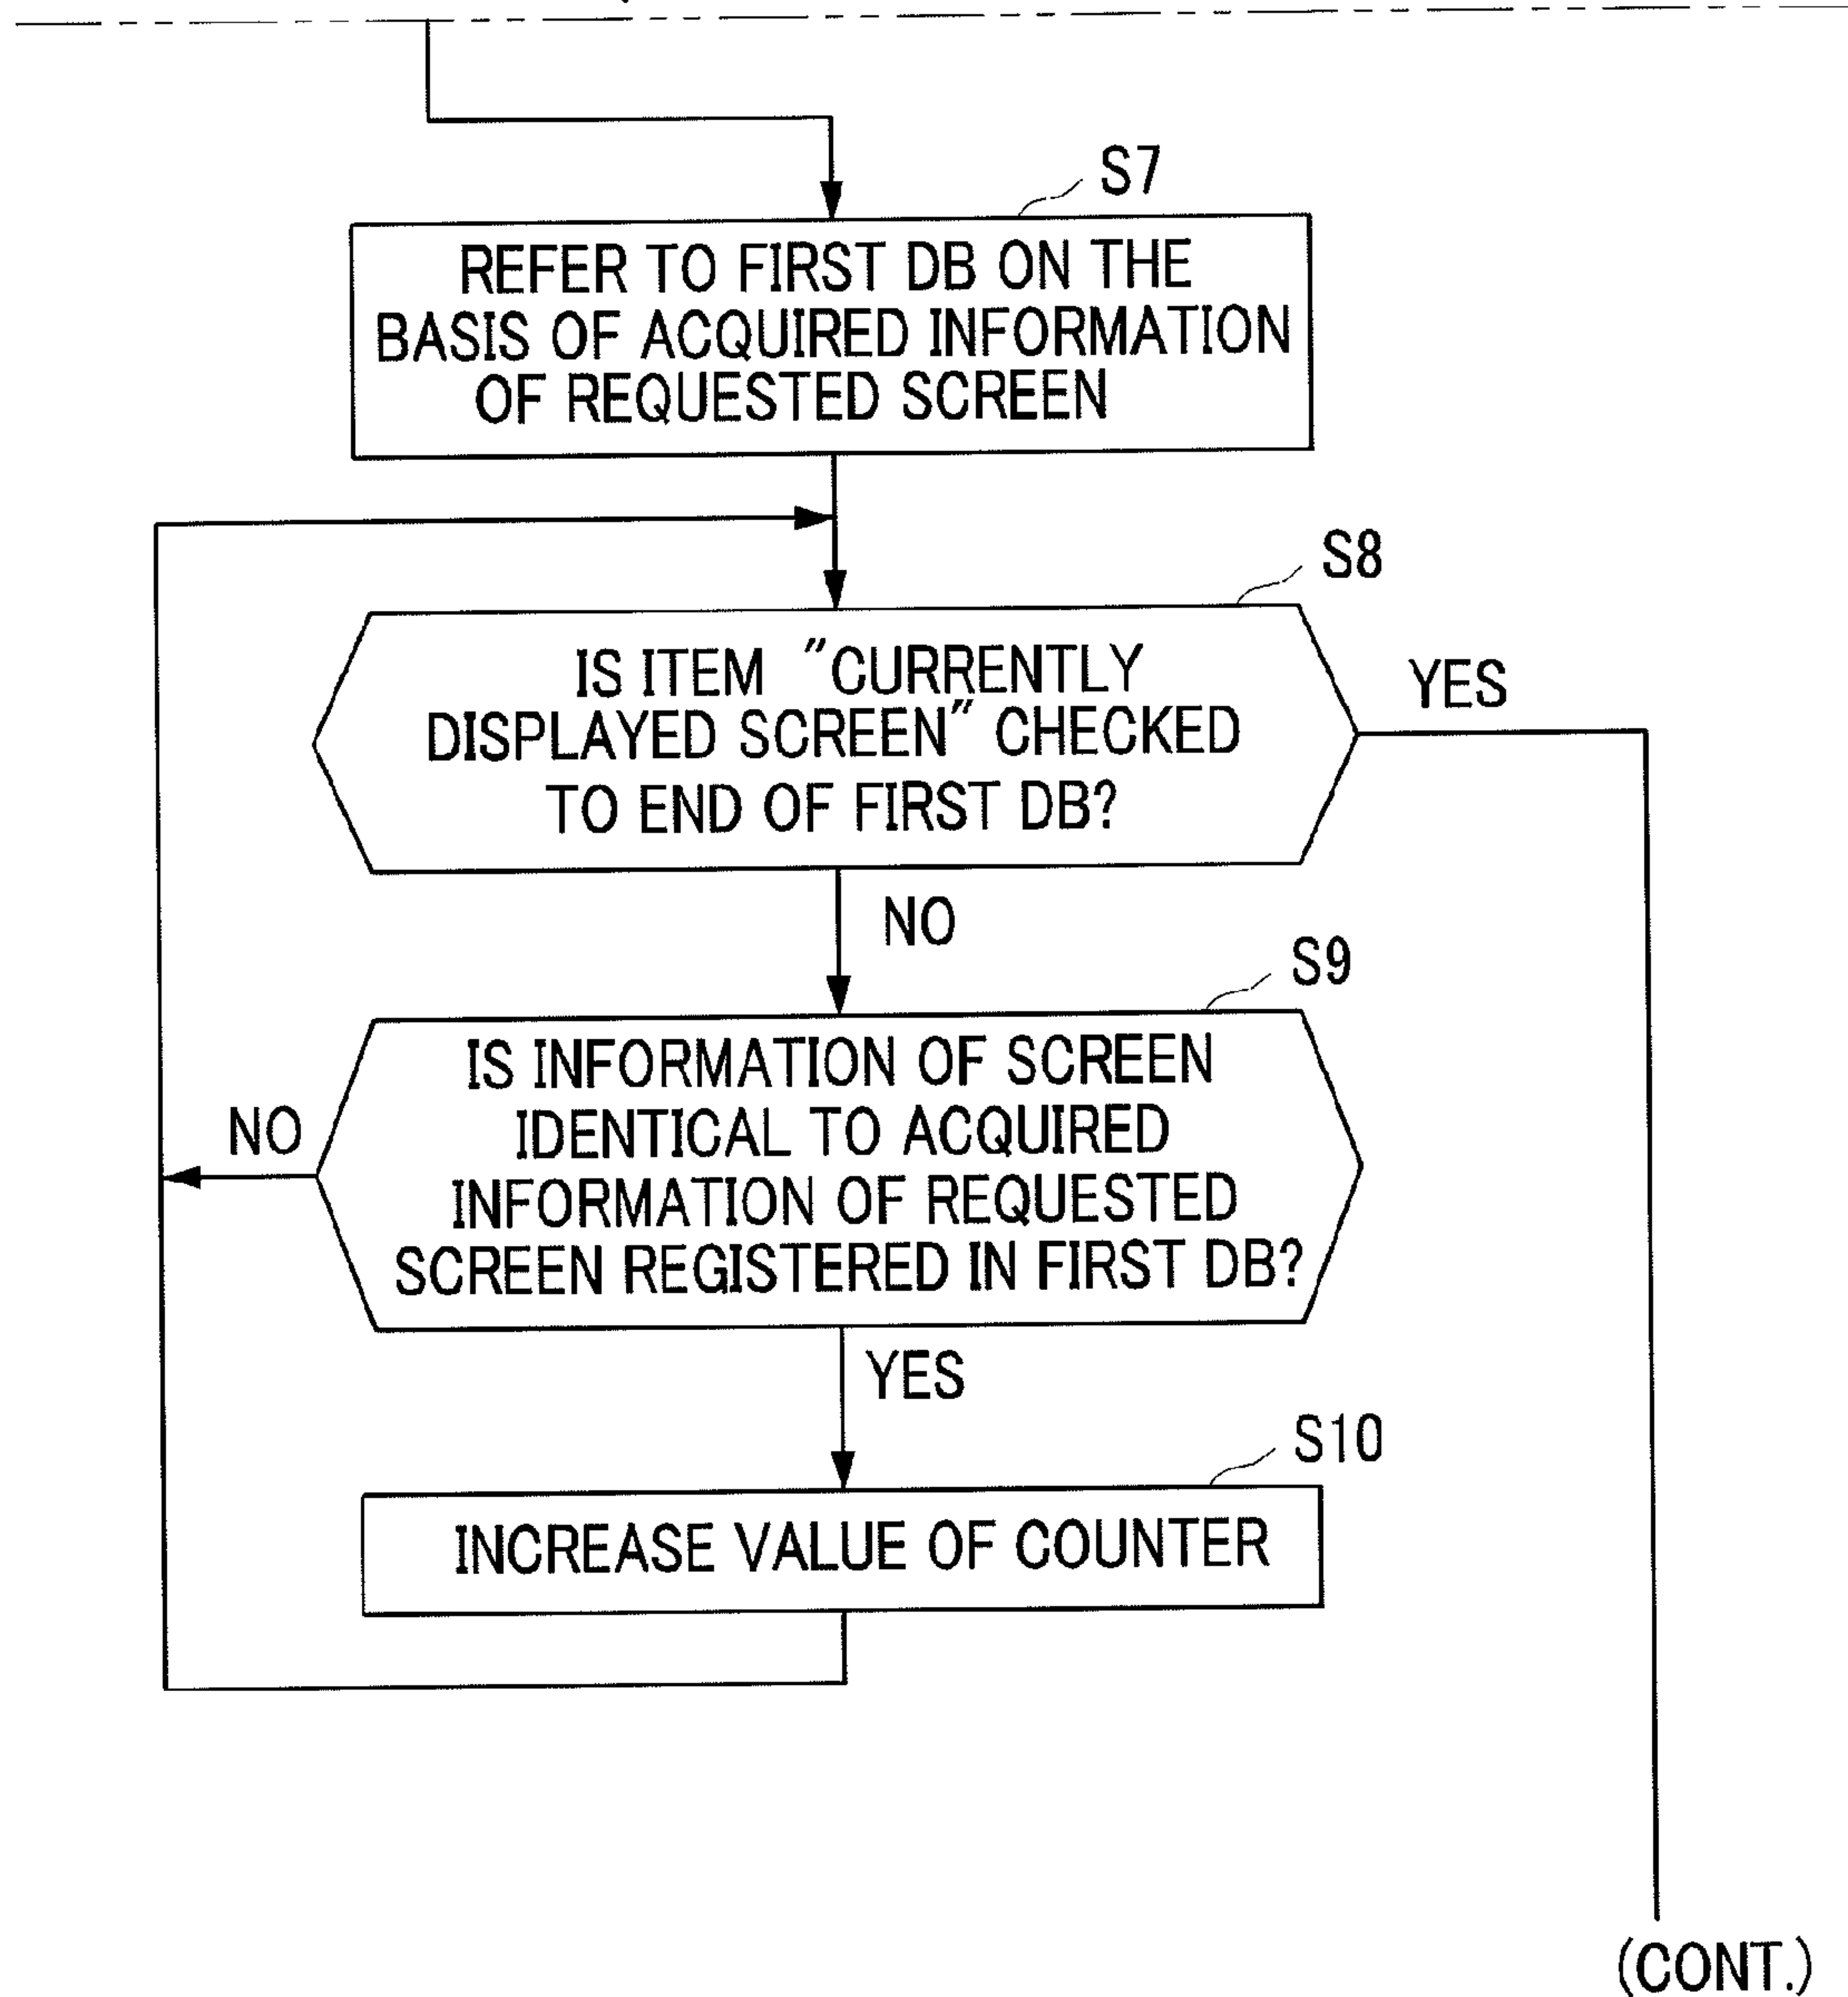 S7
REFER TO FIRST DB ON THE
BASIS OF ACQUIRED INFORMATION
OF REQUESTED SCREEN
S8
IS ITEM "CURRENTLY
DISPLAYED SCREEN" CHECKED
TO END OF FIRST DB?
YES
NO
S9
IS INFORMATION OF SCREEN
IDENTICAL TO ACQUIRED
INFORMATION OF REQUESTED
SCREEN REGISTERED IN FIRST DB?
NO
YES
S10
INCREASE VALUE OF COUNTER
(CONT.)